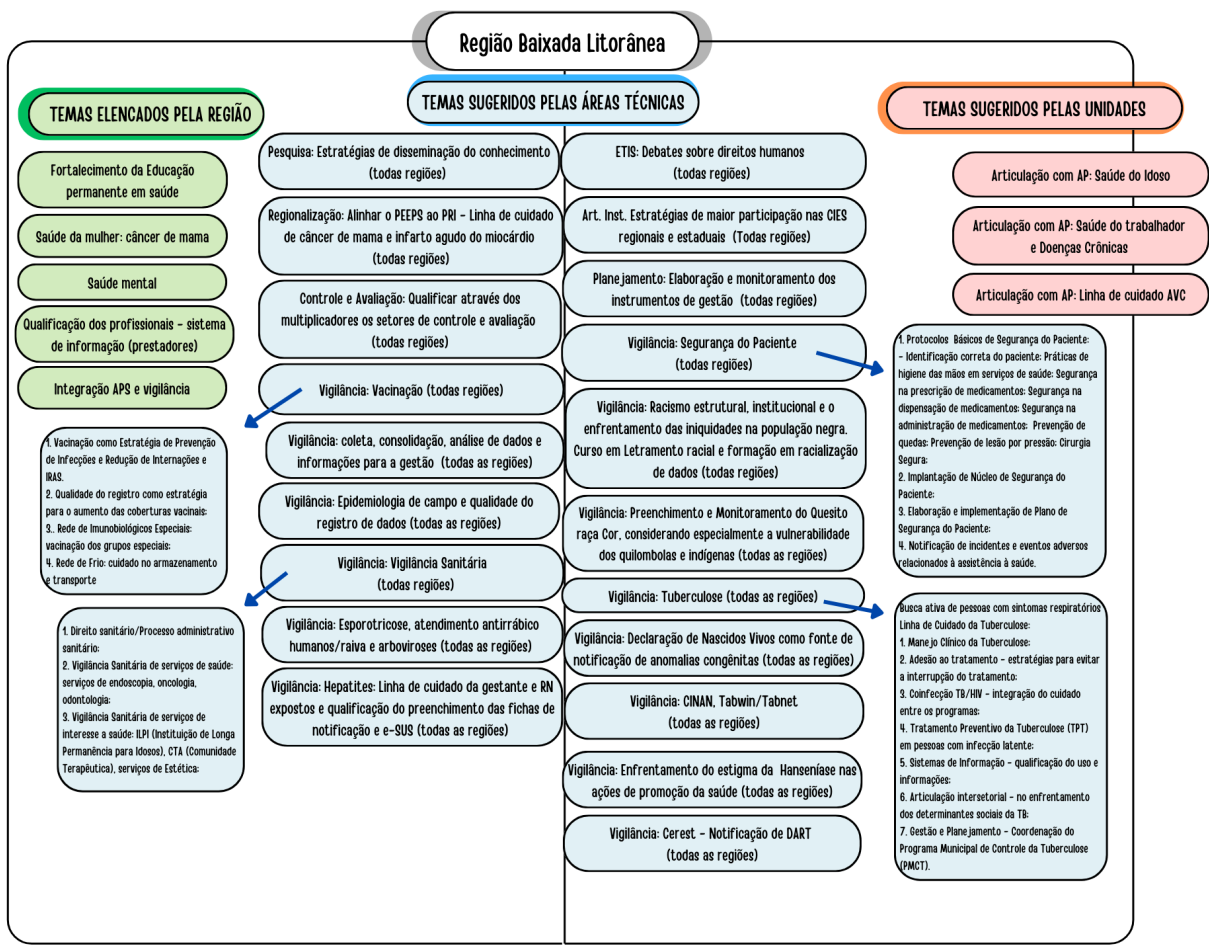 Região Baixada Litorânea
TEMAS ELENCADOS PELA REGIÃO
Fortalecimento da Educação
permanente em saúde
Saúde da mulher: câncer de mama
Saúde mental
Qualificação dos profissionais - sistema
de informação (prestadores)
Integração APS e vigilância
1. Vacinação como Estratégia de Prevenção
de Infecções e Redução de Internações e
IRAS.
2. Qualidade do registro como estratégia
para o aumento das coberturas vacinais;
3.. Rede de Imunobiológicos Especiais:
vacinação dos grupos especiais;
4. Rede de Frio: cuidado no armazenamento
e transporte
1. Direito sanitário/Processo administrativo
sanitário;
2. Vigilância Sanitária de serviços de saúde:
serviços de endoscopia, oncologia,
odontologia;
3. Vigilância Sanitária de serviços de
interesse a saúde: ILPI (Instituição de Longa
Permanência para Idosos), CTA (Comunidade
Terapêutica), serviços de Estética;
TEMAS SUGERIDOS PELAS ÁREAS TÉCNICAS
Pesquisa: Estratégias de disseminação do conhecimento
(todas regiões)
Regionalização: Alinhar o PEEPS ao PRI - Linha de cuidado
de câncer de mama e infarto agudo do miocárdio
(todas regiões)
Controle e Avaliação: Qualificar através dos
multiplicadores os setores de controle e avaliação
(todas regiões)
Vigilância: Vacinação (todas regiões)
Vigilância: coleta, consolidação, análise de dados e
informações para a gestão (todas as regiões)
Vigilância: Epidemiologia de campo e qualidade do
registro de dados (todas as regiões)
Vigilância: Vigilância Sanitária
(todas regiões)
Vigilância: Esporotricose, atendimento antirrábico
humanos/raiva e arboviroses (todas as regiões)
Vigilância: Hepatites: Linha de cuidado da gestante e RN
expostos e qualificação do preenchimento das fichas de
notificação e e-SUS (todas as regiões)
ETIS: Debates sobre direitos humanos
(todas regiões)
Art. Inst. Estratégias de maior participação nas CIES
regionais e estaduais (Todas regiões)
Planejamento: Elaboração e monitoramento dos
instrumentos de gestão (todas regiões)
Vigilância: Segurança do Paciente
(todas regiões)
Vigilância: Racismo estrutural, institucional e o
enfrentamento das iniquidades na população negra.
Curso em Letramento racial e formação em racialização
de dados (todas regiões)
Vigilância: Preenchimento e Monitoramento do Quesito
raça Cor, considerando especialmente a vulnerabilidade
dos quilombolas e indígenas (todas as regiões)
Vigilância: Tuberculose (todas as regiões)
Vigilância: Declaração de Nascidos Vivos como fonte de
notificação de anomalias congênitas (todas as regiões)
Vigilância: CINAN, Tabwin/Tabnet
(todas as regiões)
Vigilância: Enfrentamento do estigma da Hanseníase nas
ações de promoção da saúde (todas as regiões)
Vigilância: Cerest - Notificação de DART
(todas as regiões)
TEMAS SUGERIDOS PELAS UNIDADES
Articulação com AP: Saúde do Idoso
Articulação com AP: Saúde do trabalhador
e Doenças Crônicas
Articulação com AP: Linha de cuidado AVC
1. Protocolos Básicos de Segurança do Paciente:
- Identificação correta do paciente; Práticas de
higiene das mãos em serviços de saúde; Segurança
na prescrição de medicamentos; Segurança na
dispensação de medicamentos; Segurança na
administração de medicamentos; Prevenção de
quedas; Prevenção de lesão por pressão; Cirurgia
Segura;
2. Implantação de Núcleo de Segurança do
Paciente;
3. Elaboração e implementação de Plano de
Segurança do Paciente;
4. Notificação de incidentes e eventos adversos
relacionados à assistência à saúde.
Busca ativa de pessoas com sintomas respiratórios
Linha de Cuidado da Tuberculose:
1. Manejo Clínico da Tuberculose;
2. Adesão ao tratamento - estratégias para evitar
a interrupção do tratamento;
3. Coinfecção TB/HIV - integração do cuidado
entre os programas;
4. Tratamento Preventivo da Tuberculose (TPT)
em pessoas com infecção latente;
5. Sistemas de Informação - qualificação do uso e
informações;
6. Articulação intersetorial - no enfrentamento
dos determinantes sociais da TB;
7. Gestão e Planejamento - Coordenação do
Programa Municipal de Controle da Tuberculose
(PMCT).